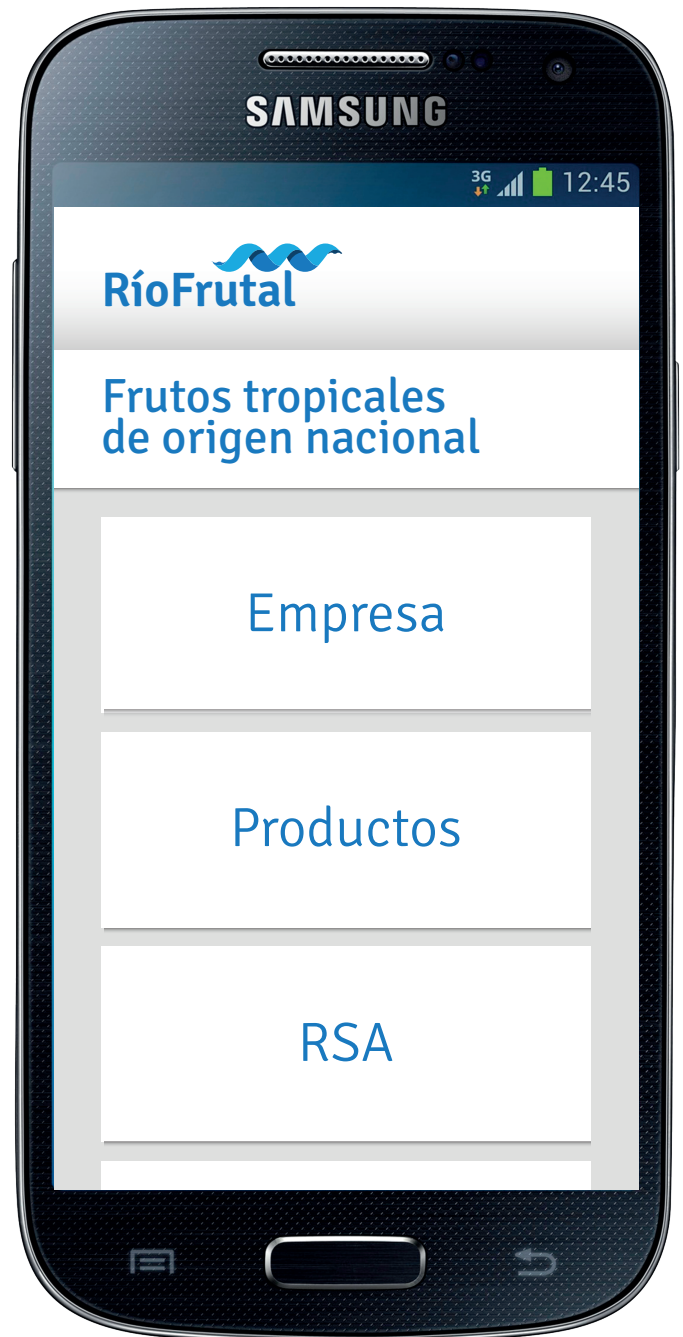 SAMSUNG
3G 12:45
RíoFrutal
Frutos tropicales
de origen nacional
Empresa
Productos
RSA